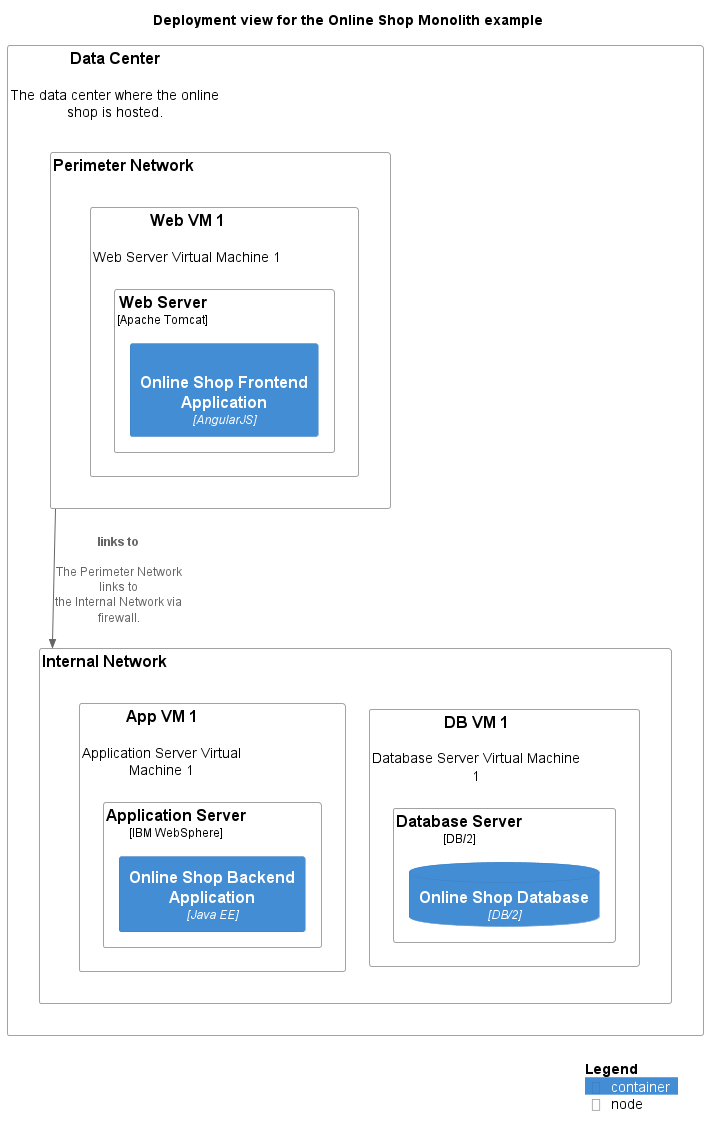 Deployment view for the Online Shop Monolith example
Data Center
The data center where the online
shop is hosted.
Perimeter Network
Web VM 1
Web Server Virtual Machine 1
Web Server
[Apache Tomcat]
Online Shop Frontend
Application
[AngularJS]
links to
The Perimeter Network
links to
the Internal Network via
firewall.
Internal Network
App VM 1
Application Server Virtual
Machine 1
Application Server
[IBM WebSphere]
Online Shop Backend
Application
[Java EE]
DB VM 1
Database Server Virtual Machine
1
Database Server
[DB/2]
Online Shop Database
[DB/2]
Legend
container
node